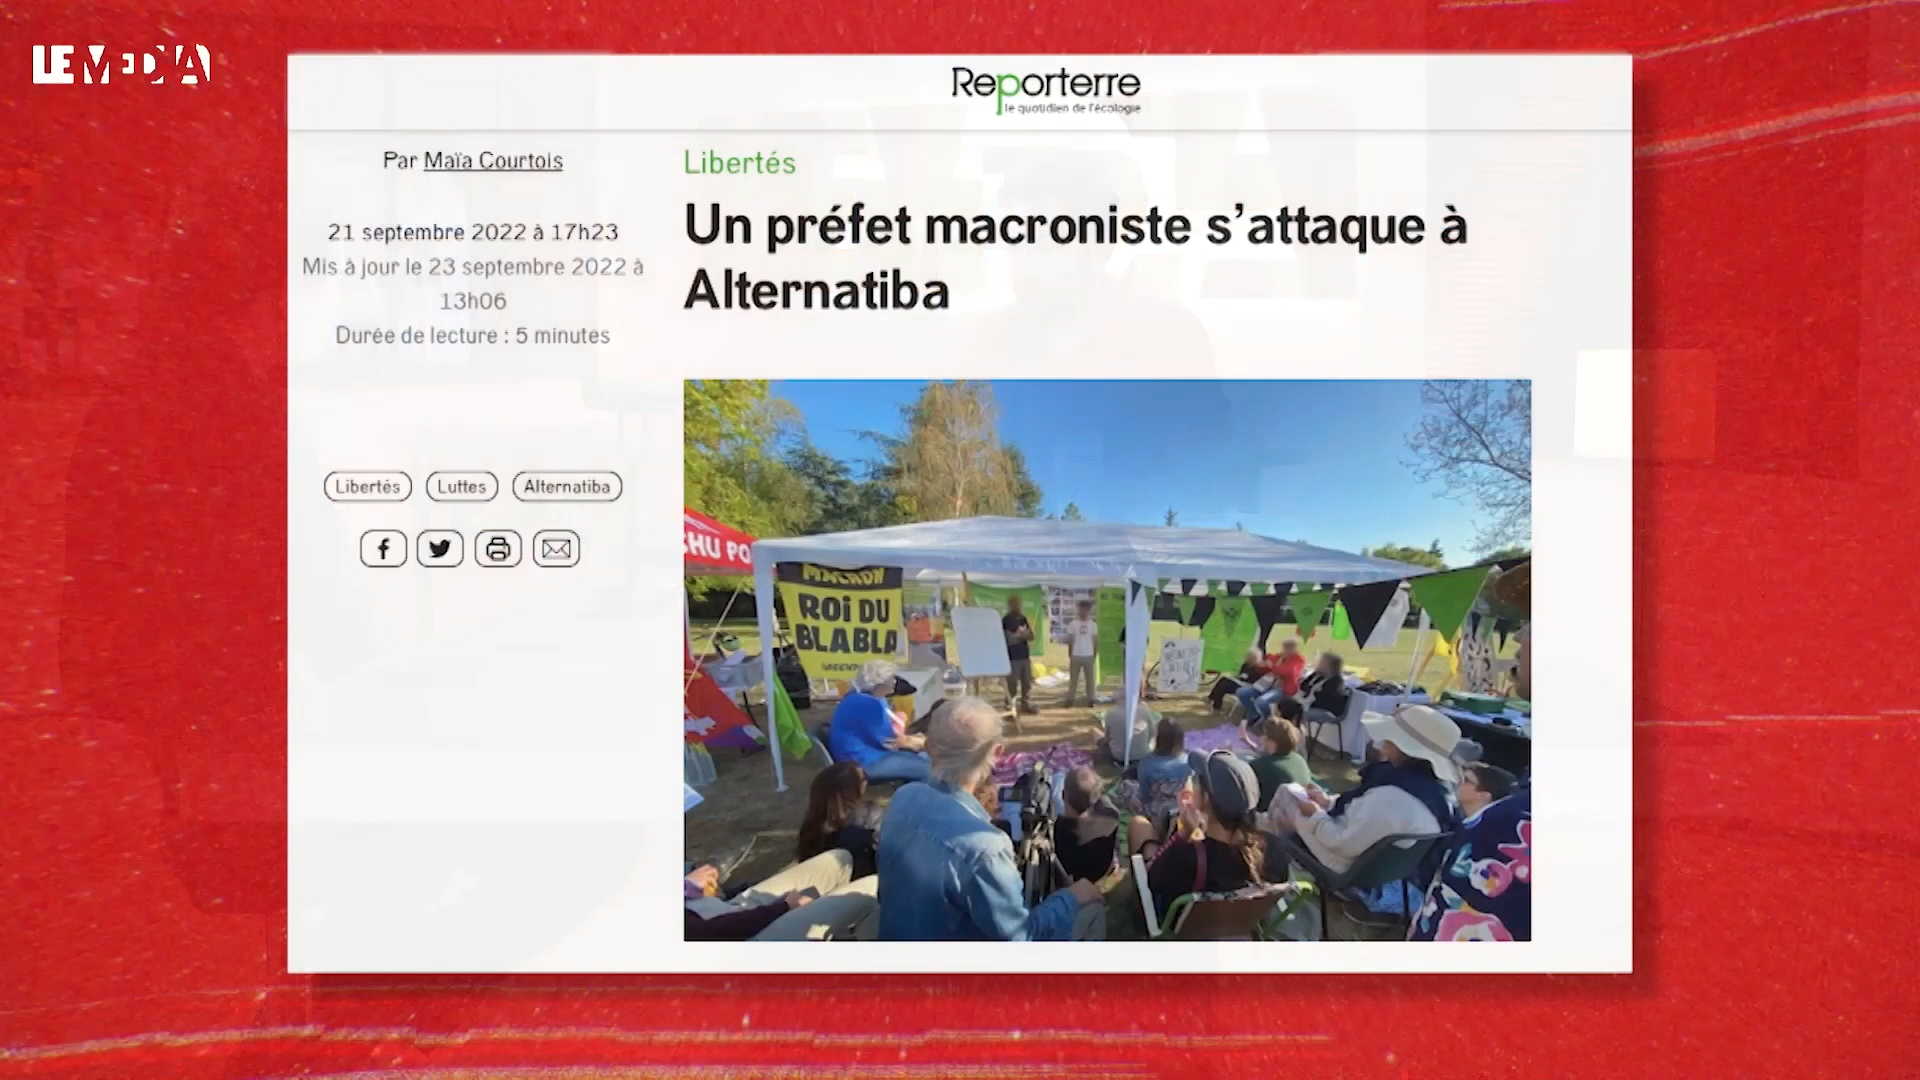 LE MEDIA
Reporterre
le quotidien de l'écologie
Par Maïa Courtois
21 septembre 2022 à 17h23
Mis à jour le 23 septembre 2022 à
13h06
Durée de lecture : 5 minutes
Libertés
Luttes
Alternatiba
Libertés
Un préfet macroniste s’attaque à
Alternatiba
CHU PO
MACRON
ROI DU
BLABLA